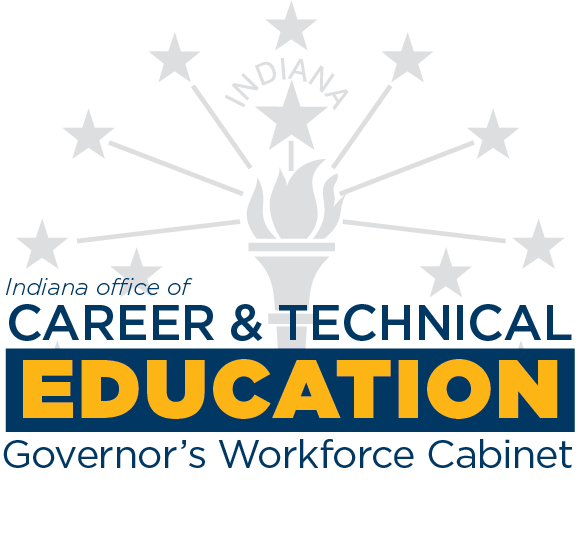 INDIANA
Indiana office of
CAREER & TECHNICAL
EDUCATION
Governor's Workforce Cabinet